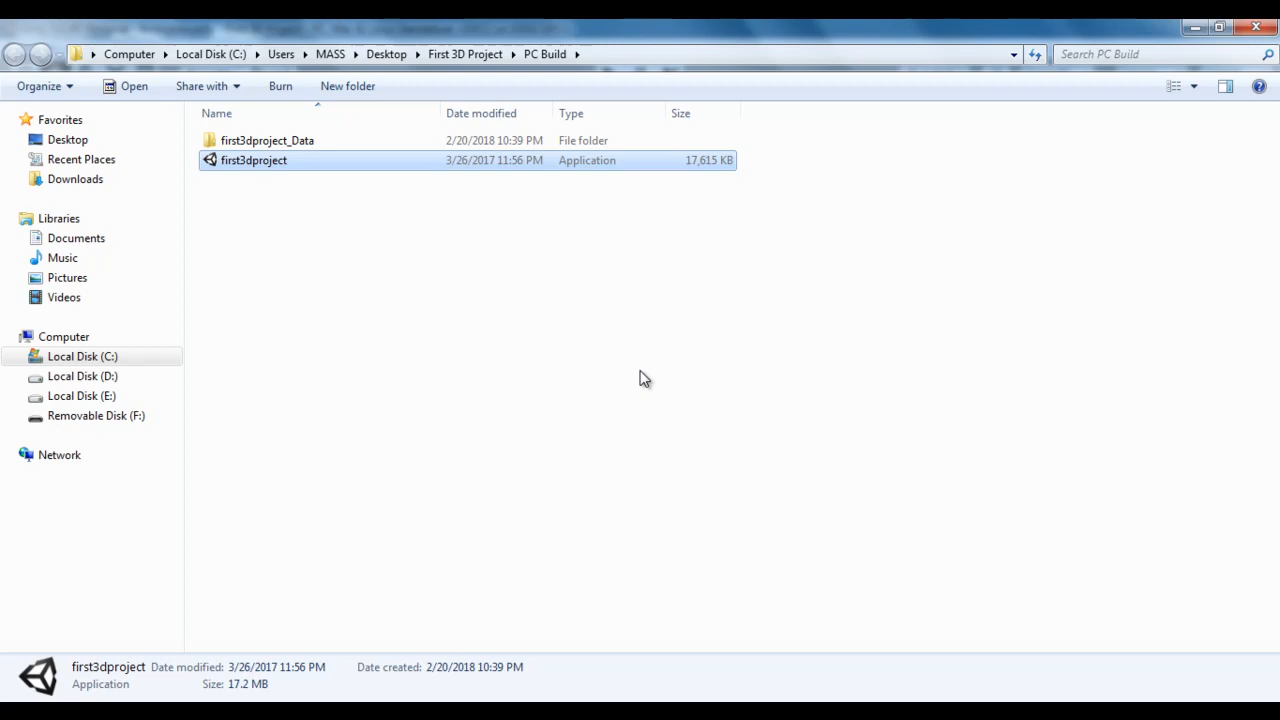 Computer Local Disk (C:) Users MASS Desktop First 3D Project PC Build Search PC Build
Organize Open Share with Burn New folder
Name Date modified Type Size
first3dproject_Data 2/20/2018 10:39 PM File folder
first3dproject 3/26/2017 11:56 PM Application 17,615 KB
Favorites
Desktop
Recent Places
Downloads
Libraries
Documents
Music
Pictures
Videos
Computer
Local Disk (C:)
Local Disk (D:)
Local Disk (E:)
Removable Disk (F:)
Network
first3dproject Date modified: 3/26/2017 11:56 PM Date created: 2/20/2018 10:39 PM
Application Size: 17.2 MB